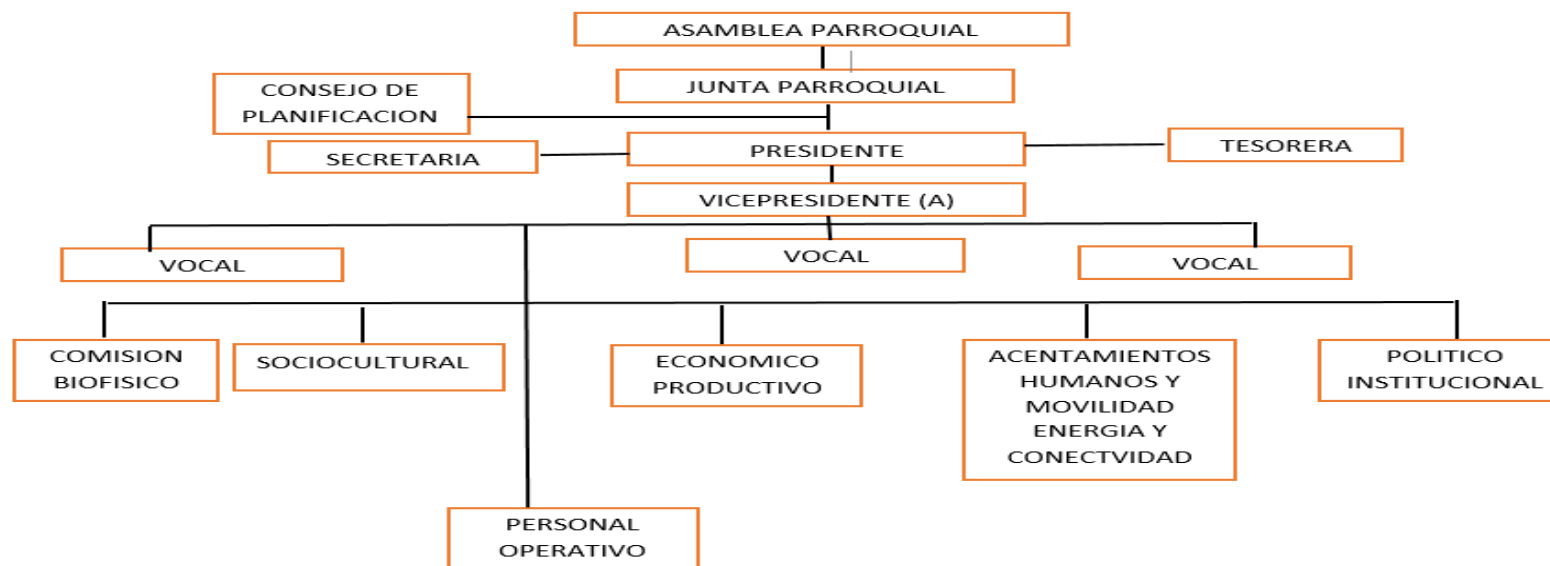 ASAMBLEA PARROQUIAL
JUNTA PARROQUIAL
CONSEJO DE
PLANIFICACION
PRESIDENTE
SECRETARIA
TESORERA
VICEPRESIDENTE (A)
VOCAL
VOCAL
VOCAL
COMISION
BIOFISICO
SOCIOCULTURAL
ECONOMICO
PRODUCTIVO
ACENTAMIENTOS
HUMANOS Y
MOVILIDAD
ENERGIA Y
CONECTVIDAD
POLITICO
INSTITUCIONAL
PERSONAL
OPERATIVO